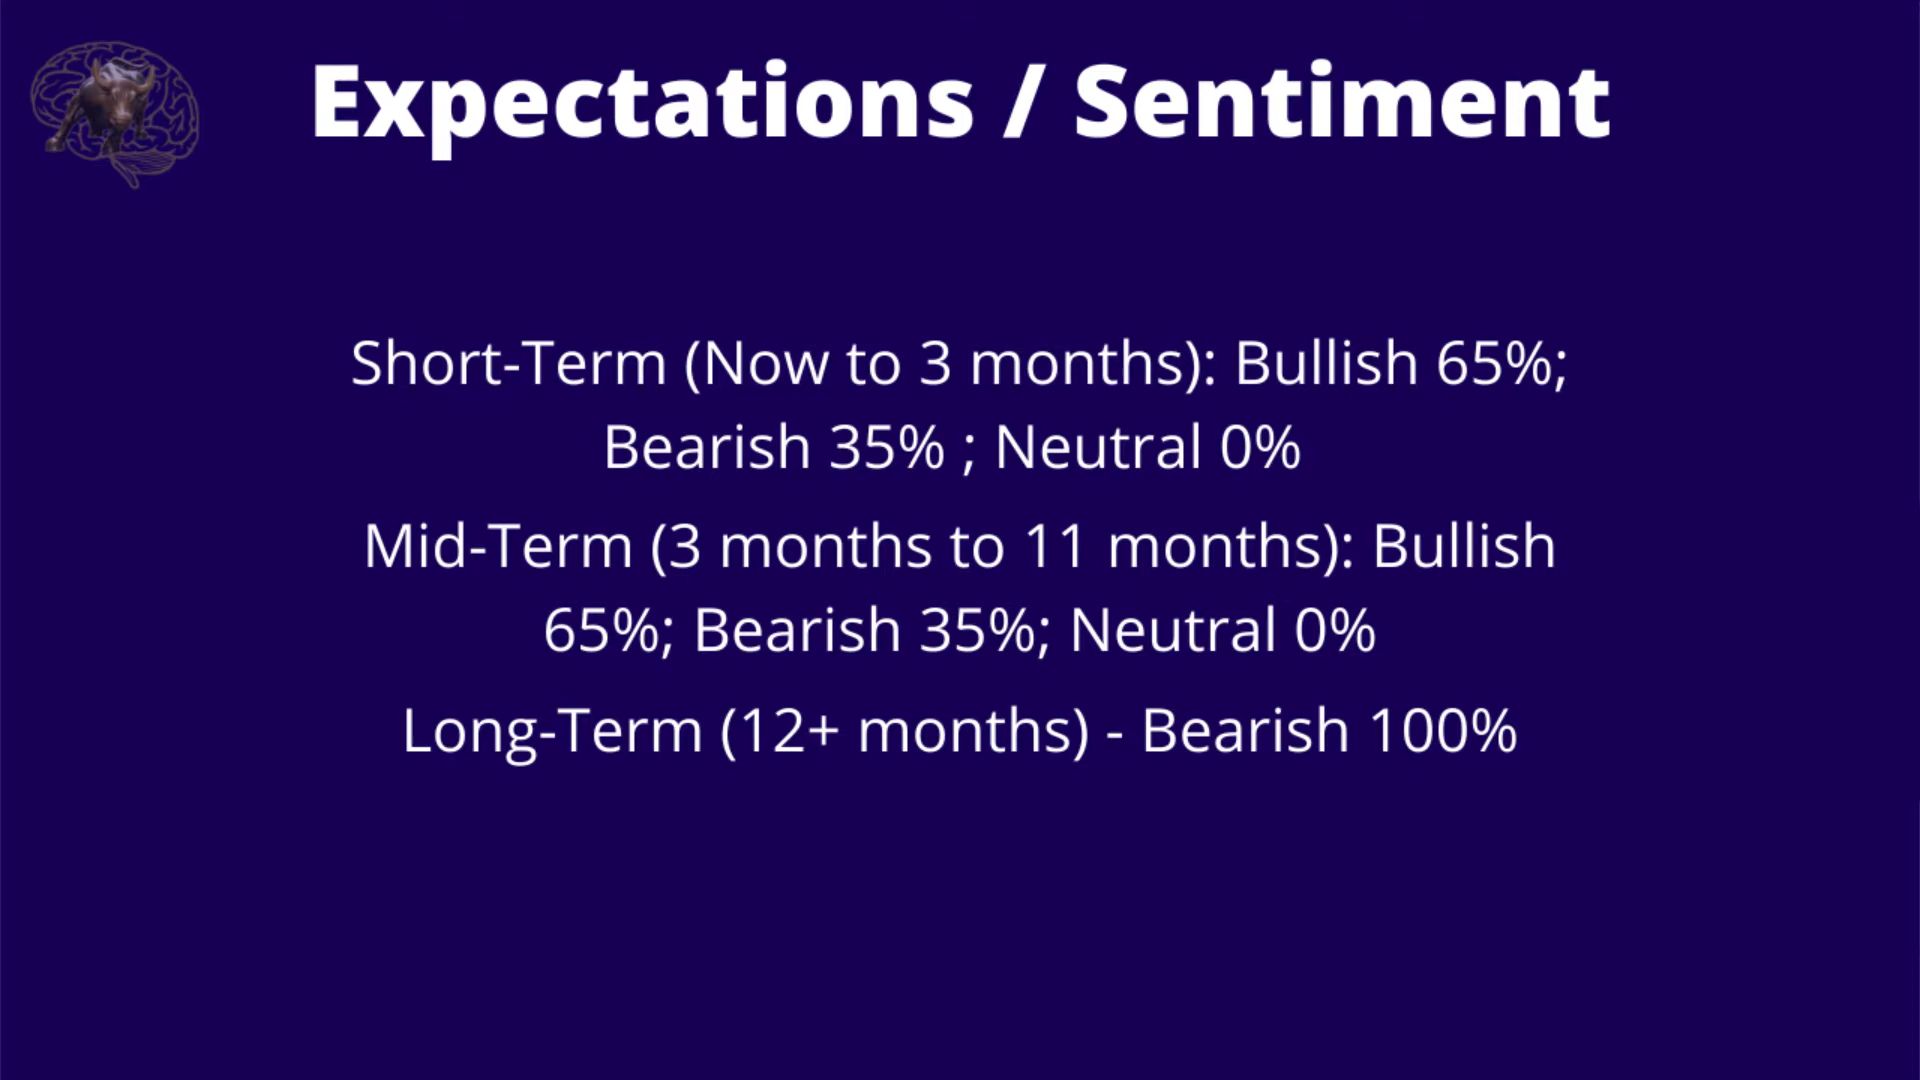 Expectations / Sentiment
Short-Term (Now to 3 months): Bullish 65%;
Bearish 35% ; Neutral 0%
Mid-Term (3 months to 11 months): Bullish
65%; Bearish 35%; Neutral 0%
Long-Term (12+ months) - Bearish 100%